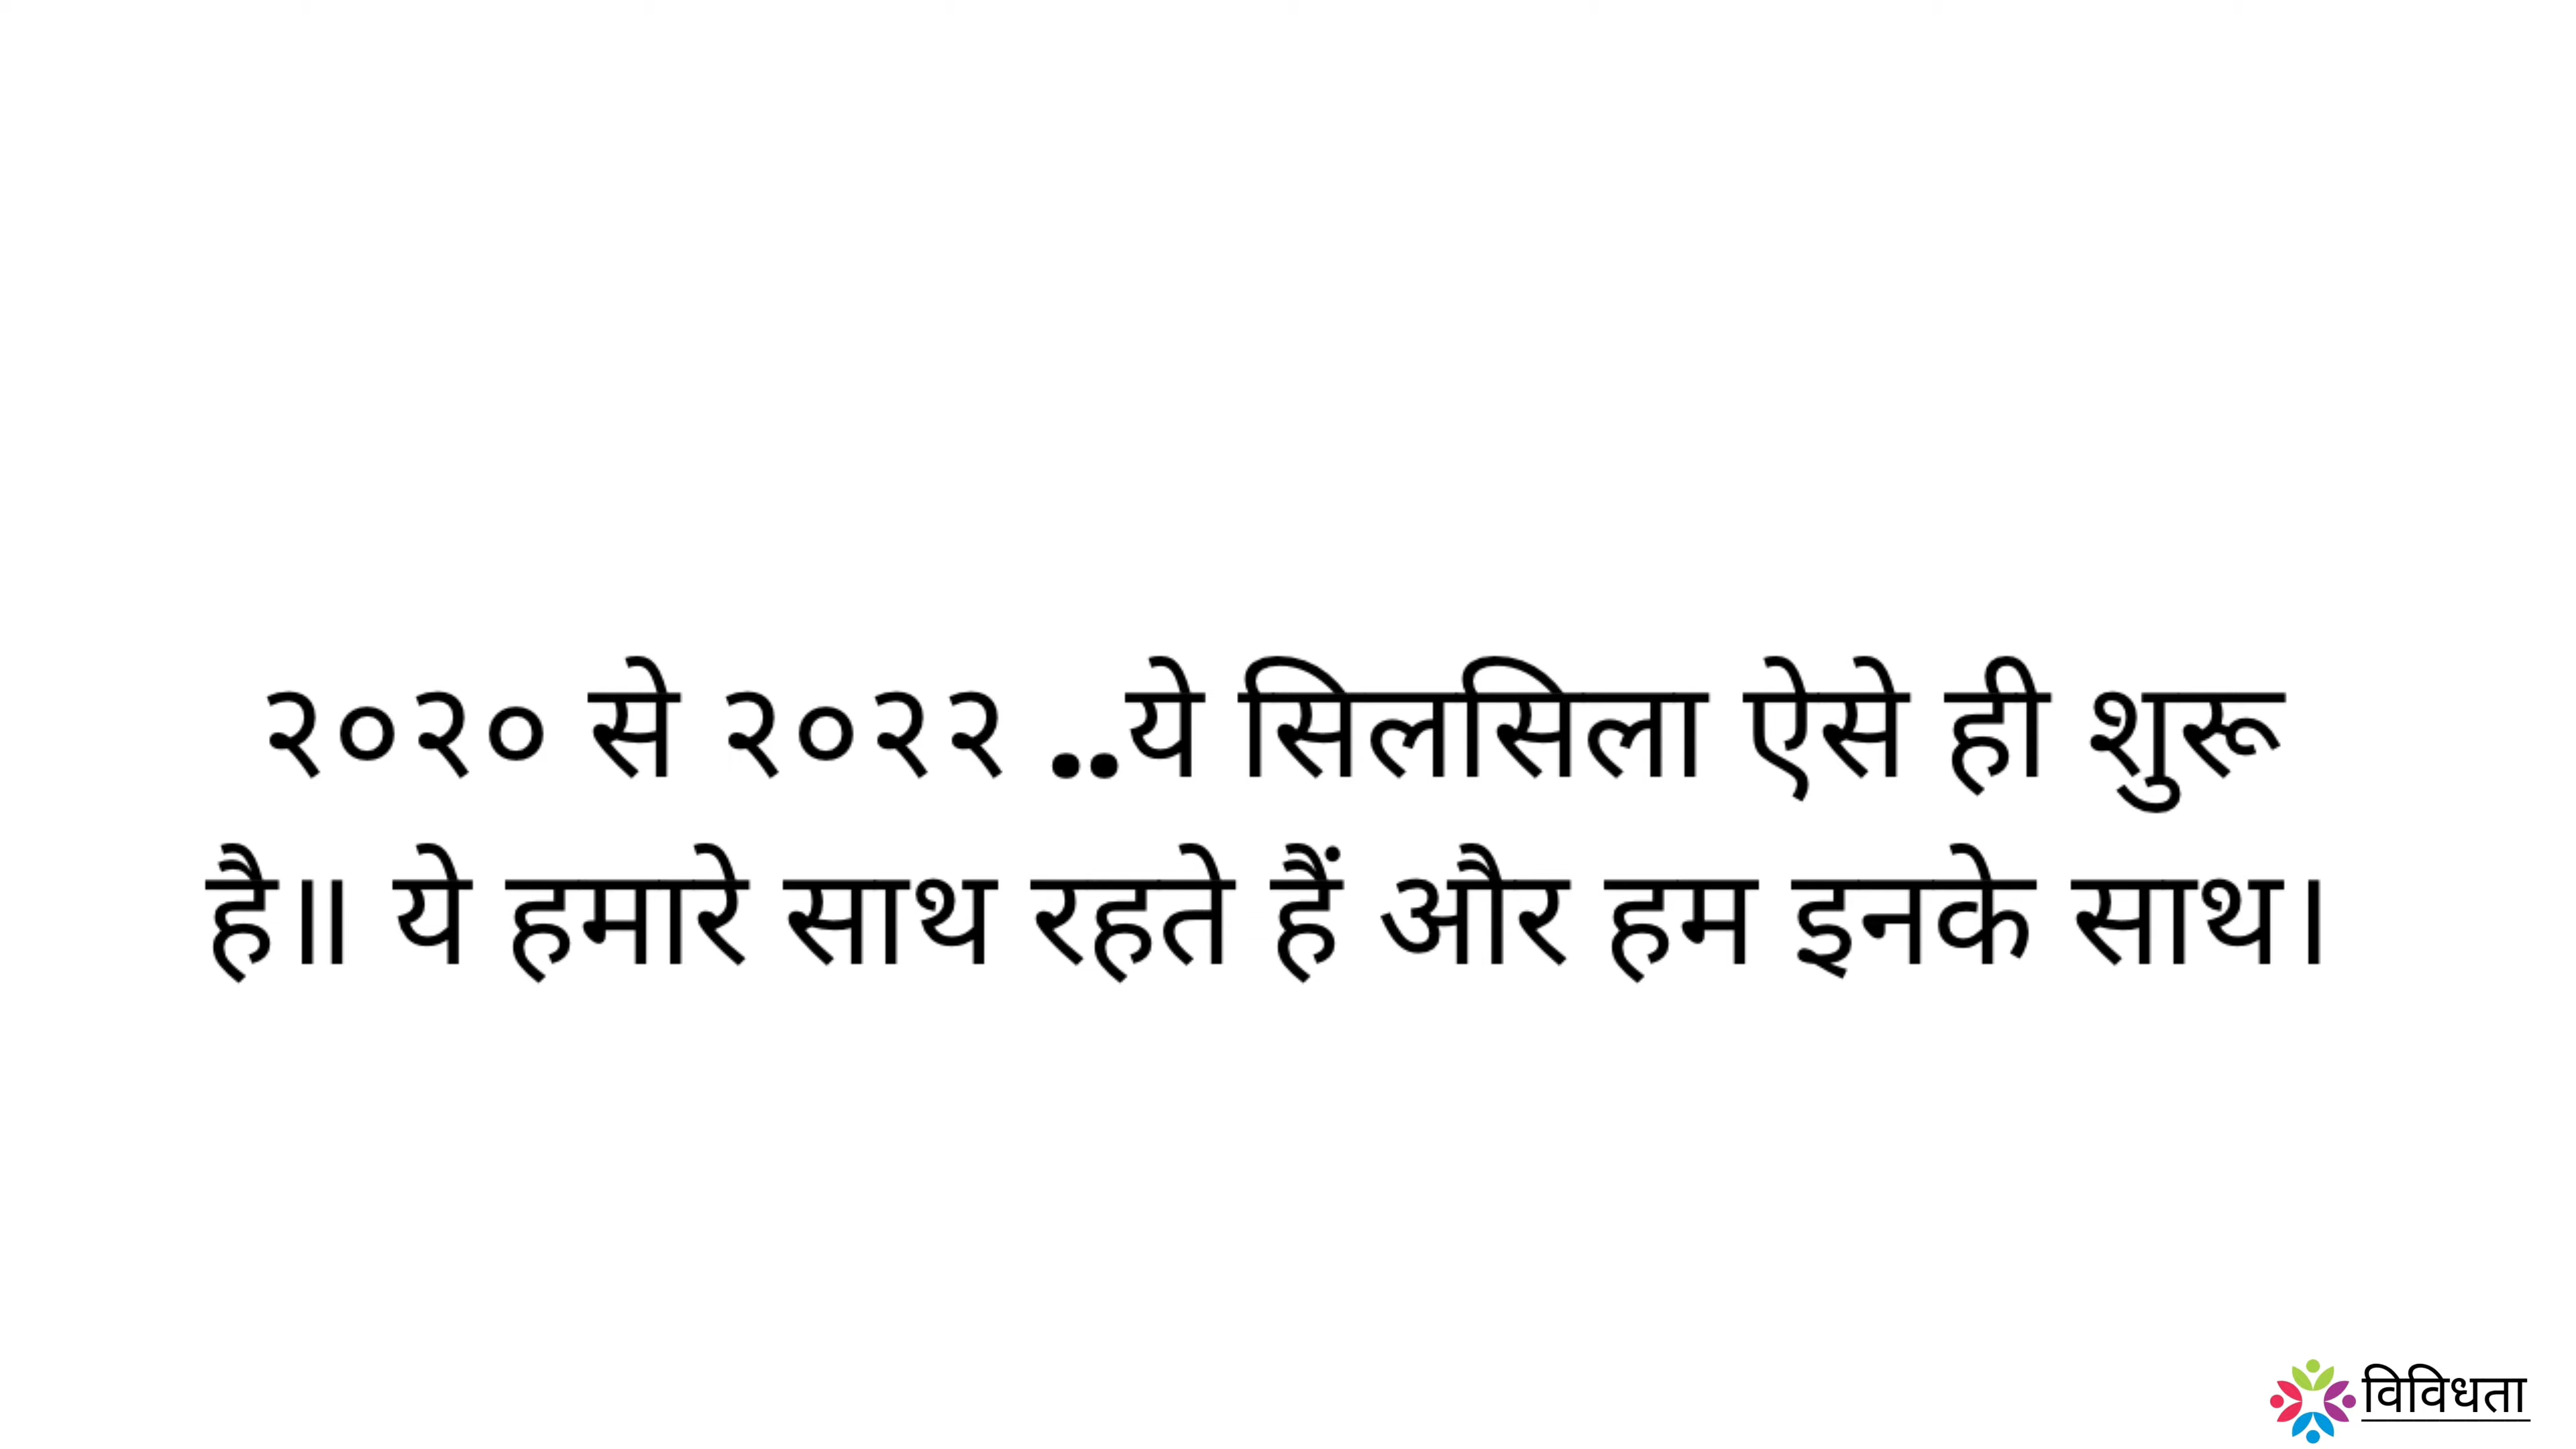 २०२० से २०२२ ..ये सिलसिला ऐसे ही शुरू
है॥ ये हमारे साथ रहते हैं और हम इनके साथ।
विविधता